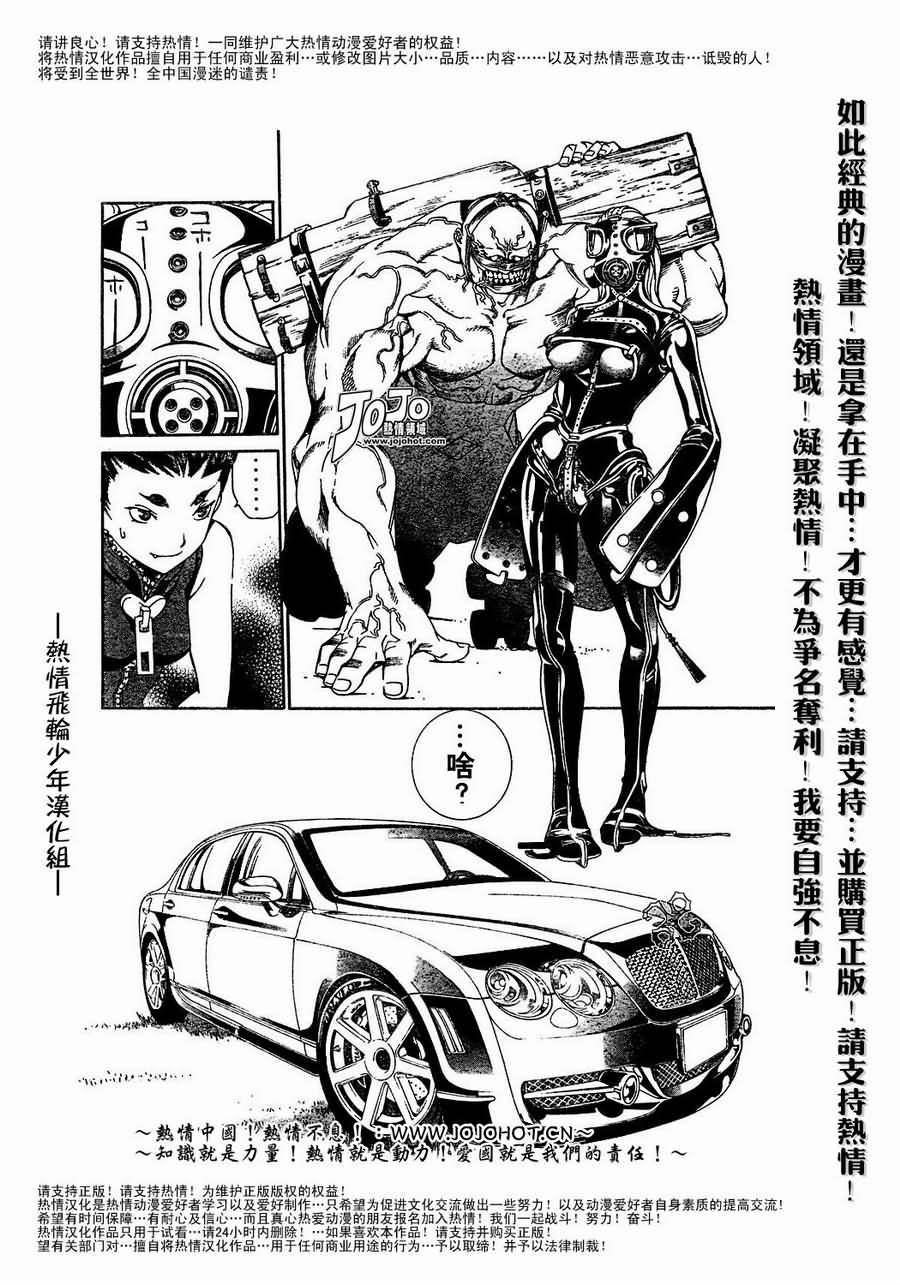 请讲良心！请支持热情！一同维护广大热情动漫爱好者的权益！
将热情汉化作品擅自用于任何商业盈利…或修改图片大小…品质…内容……以及对热情恶意攻击…诋毁的人！
将受到全世界！全中国漫迷的谴责！
如此經典的漫畫！還是拿在手中…才更有感覺…請支持…並購買正版！請支持熱情！
熱情領域！凝聚熱情！不為爭名奪利！我要自強不息！
コホー
コー
JoJo
熱情領域
www.jojohot.com
……
…啥？
—熱情飛輪少年漢化組—
DUNLOP
～熱情中國！熱情不息！：WWW.JOJOHOT.CN～
～知識就是力量！熱情就是動力！愛國就是我們的責任！～
请支持正版！请支持热情！为维护正版版权的权益！
热情汉化是热情动漫爱好者学习以及爱好制作…只希望为促进文化交流做出一些努力！以及动漫爱好者自身素质的提高交流！
希望有时间保障…有耐心及信心…而且真心热爱动漫的朋友报名加入热情！我们一起战斗！努力！奋斗！
热情汉化作品只用于试看…请24小时内删除！…如果喜欢本作品！请支持并购买正版！
望有关部门对…擅自将热情汉化作品…用于任何商业用途的行为…予以取缔！并予以法律制裁！